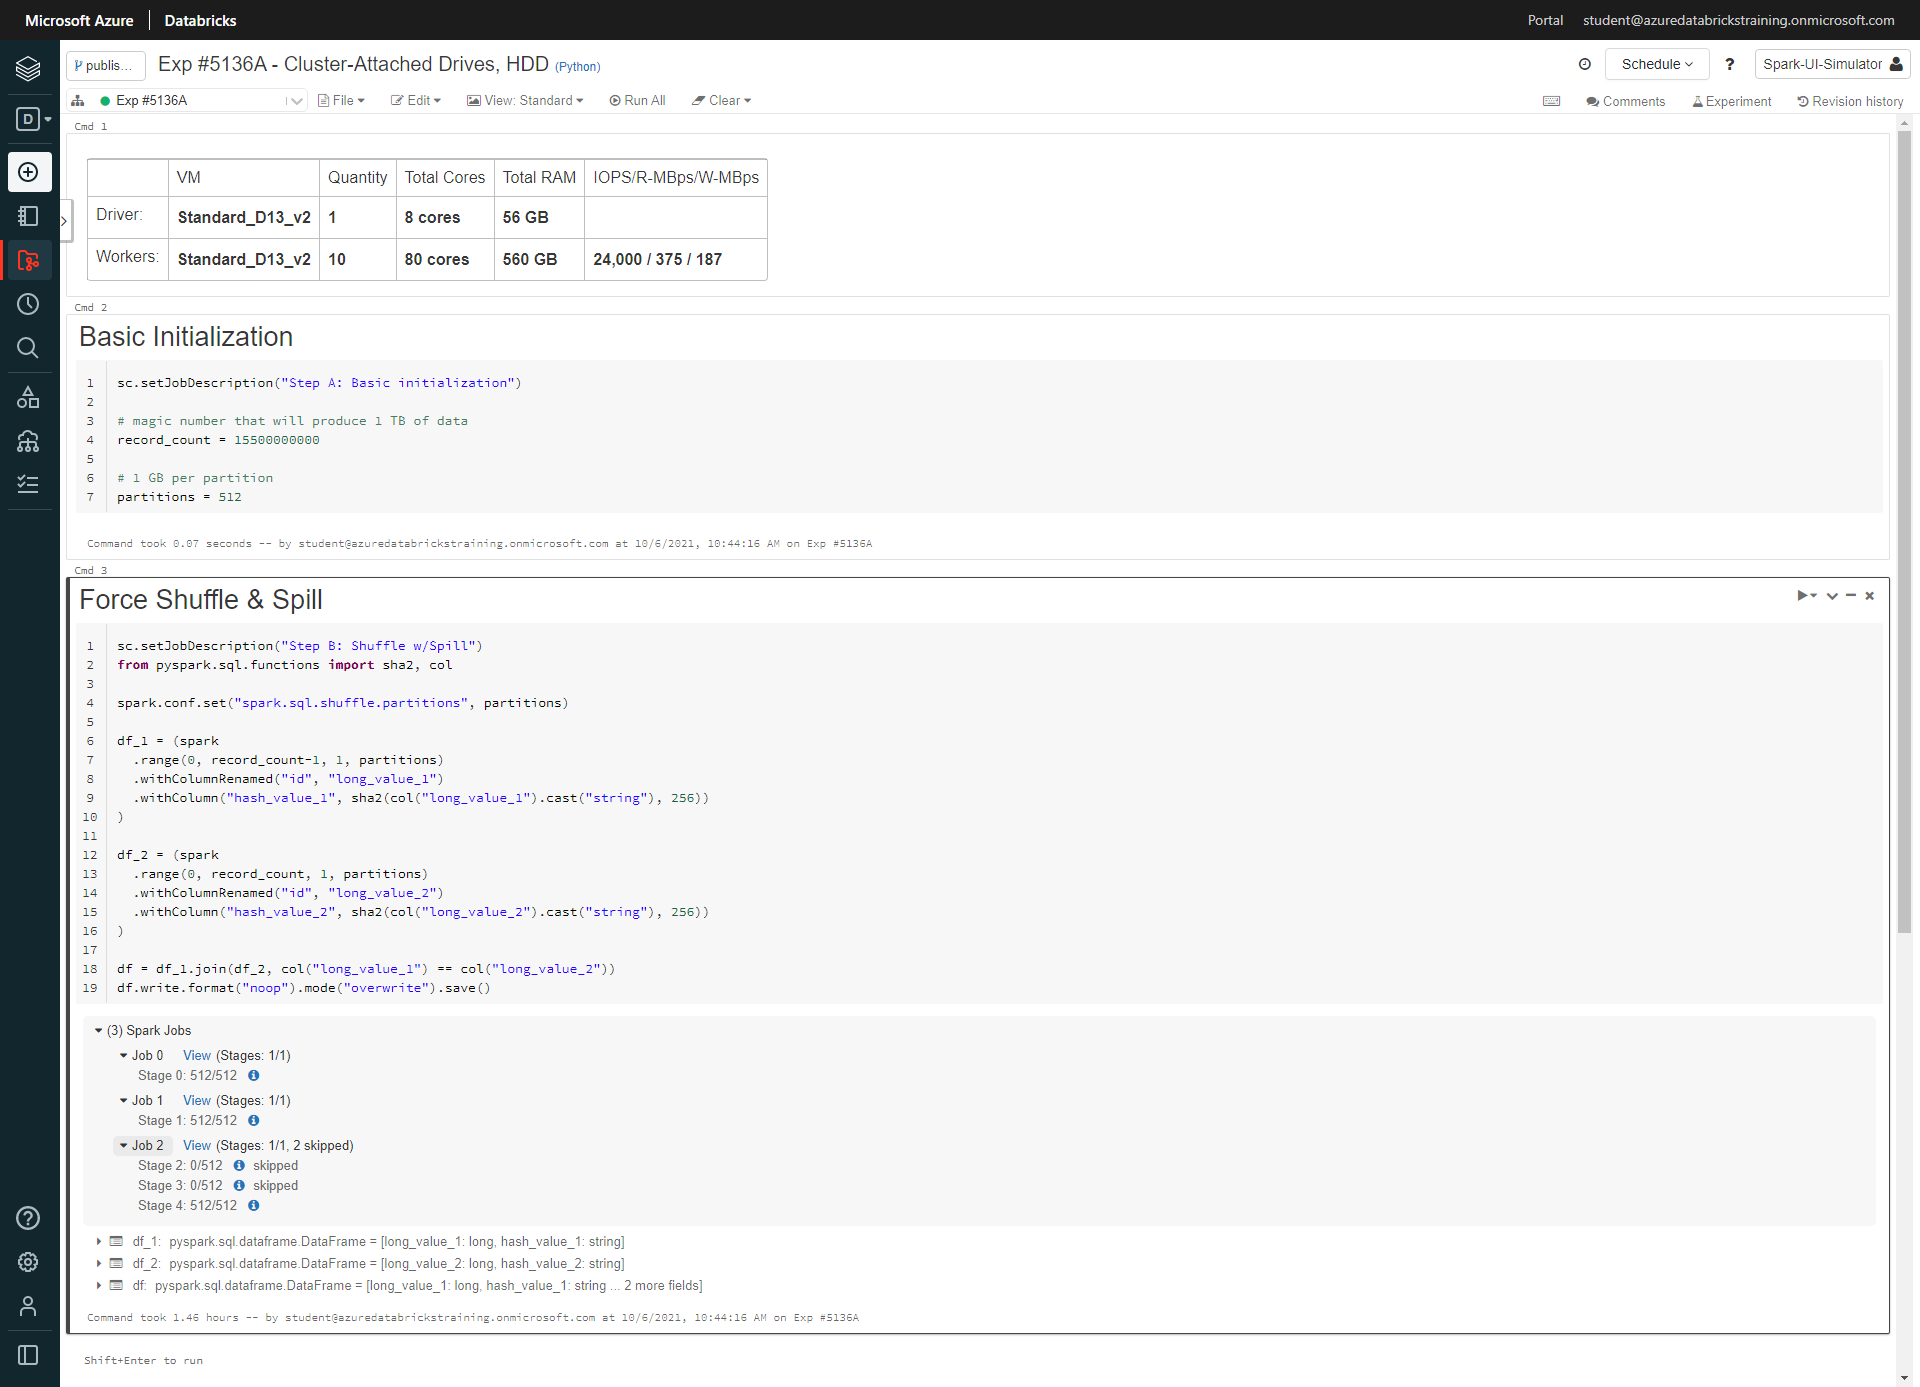 Microsoft Azure | Databricks
Portal student@azuredatabrickstraining.onmicrosoft.com
publis... Exp #5136A - Cluster-Attached Drives, HDD (Python)
Schedule ? Spark-UI-Simulator
Exp #5136A File Edit View: Standard Run All Clear
Comments Experiment Revision history
D
Cmd 1
VM Quantity Total Cores Total RAM IOPS/R-MBps/W-MBps
Driver: Standard_D13_v2 1 8 cores 56 GB
Workers: Standard_D13_v2 10 80 cores 560 GB 24,000 / 375 / 187
Cmd 2
Basic Initialization
1 sc.setJobDescription("Step A: Basic initialization")
2
3 # magic number that will produce 1 TB of data
4 record_count = 15500000000
5
6 # 1 GB per partition
7 partitions = 512
Command took 0.07 seconds -- by student@azuredatabrickstraining.onmicrosoft.com at 10/6/2021, 10:44:16 AM on Exp #5136A
Cmd 3
Force Shuffle & Spill
1 sc.setJobDescription("Step B: Shuffle w/Spill")
2 from pyspark.sql.functions import sha2, col
3
4 spark.conf.set("spark.sql.shuffle.partitions", partitions)
5
6 df_1 = (spark
7 .range(0, record_count-1, 1, partitions)
8 .withColumnRenamed("id", "long_value_1")
9 .withColumn("hash_value_1", sha2(col("long_value_1").cast("string"), 256))
10 )
11
12 df_2 = (spark
13 .range(0, record_count, 1, partitions)
14 .withColumnRenamed("id", "long_value_2")
15 .withColumn("hash_value_2", sha2(col("long_value_2").cast("string"), 256))
16 )
17
18 df = df_1.join(df_2, col("long_value_1") == col("long_value_2"))
19 df.write.format("noop").mode("overwrite").save()
(3) Spark Jobs
Job 0 View (Stages: 1/1)
Stage 0: 512/512
Job 1 View (Stages: 1/1)
Stage 1: 512/512
Job 2 View (Stages: 1/1, 2 skipped)
Stage 2: 0/512 skipped
Stage 3: 0/512 skipped
Stage 4: 512/512
df_1: pyspark.sql.dataframe.DataFrame = [long_value_1: long, hash_value_1: string]
df_2: pyspark.sql.dataframe.DataFrame = [long_value_2: long, hash_value_2: string]
df: pyspark.sql.dataframe.DataFrame = [long_value_1: long, hash_value_1: string ... 2 more fields]
Command took 1.46 hours -- by student@azuredatabrickstraining.onmicrosoft.com at 10/6/2021, 10:44:16 AM on Exp #5136A
Shift+Enter to run